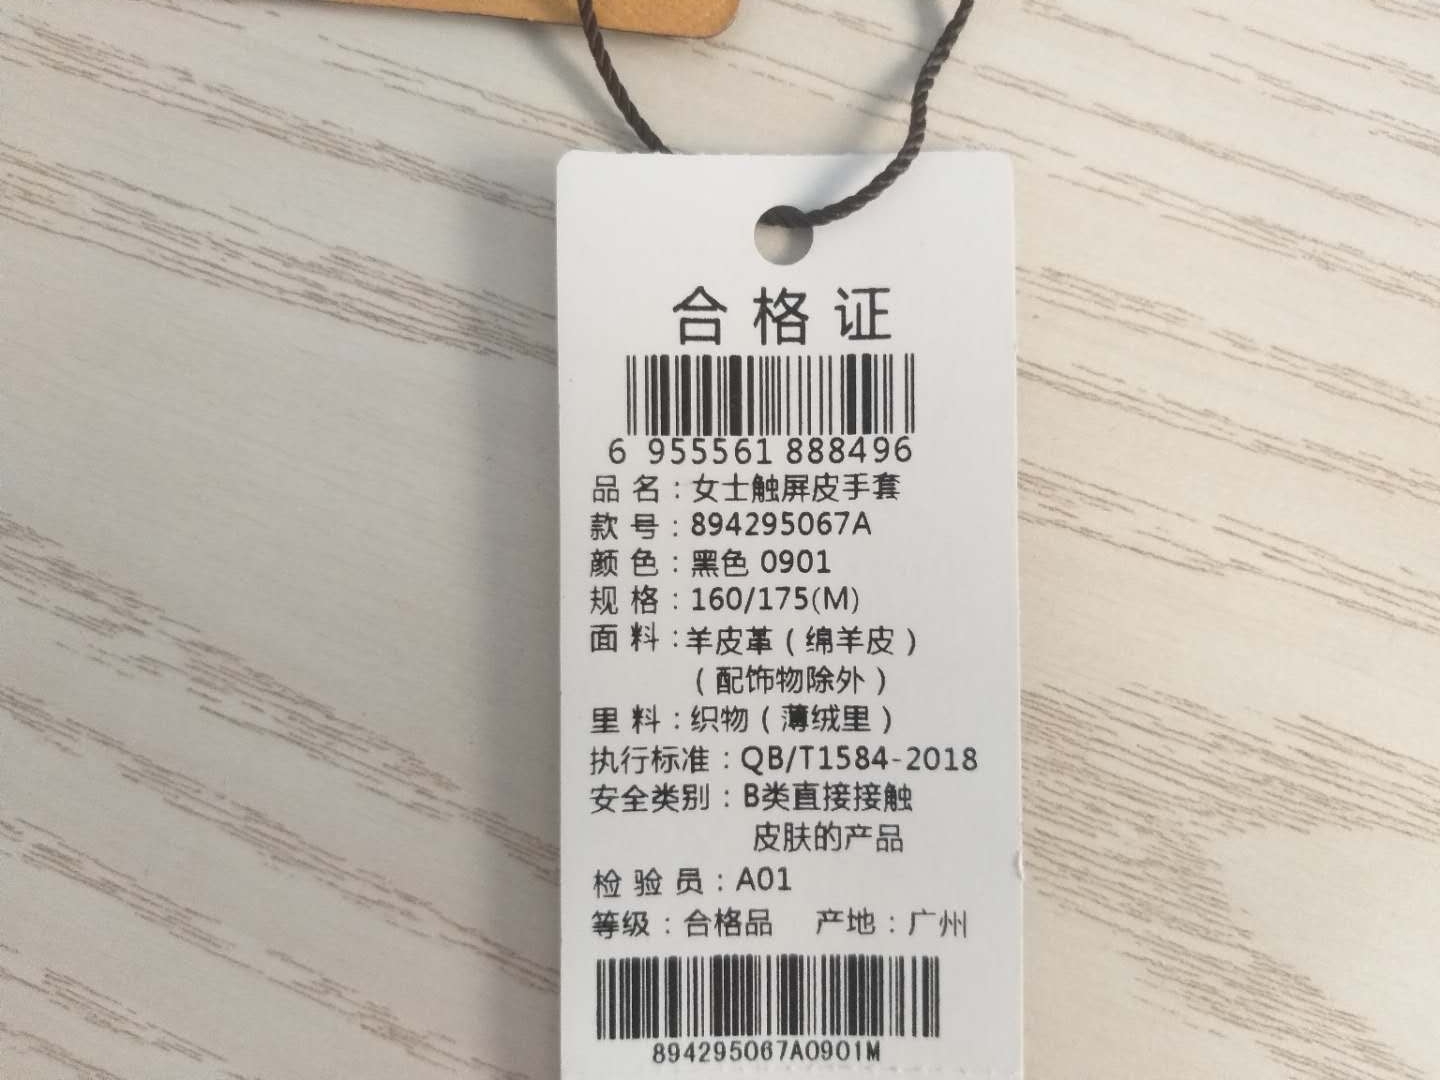 合格证
6 955561 888496
品 名：女士触屏皮手套
款 号：894295067A
颜 色：黑色 0901
规 格：160/175(M)
面 料：羊皮革（绵羊皮）
（配饰物除外）
里 料：织物（薄绒里）
执行标准：QB/T1584-2018
安全类别：B类直接接触
皮肤的产品
检 验 员：A01
等级：合格品 产地：广州
894295067A0901M